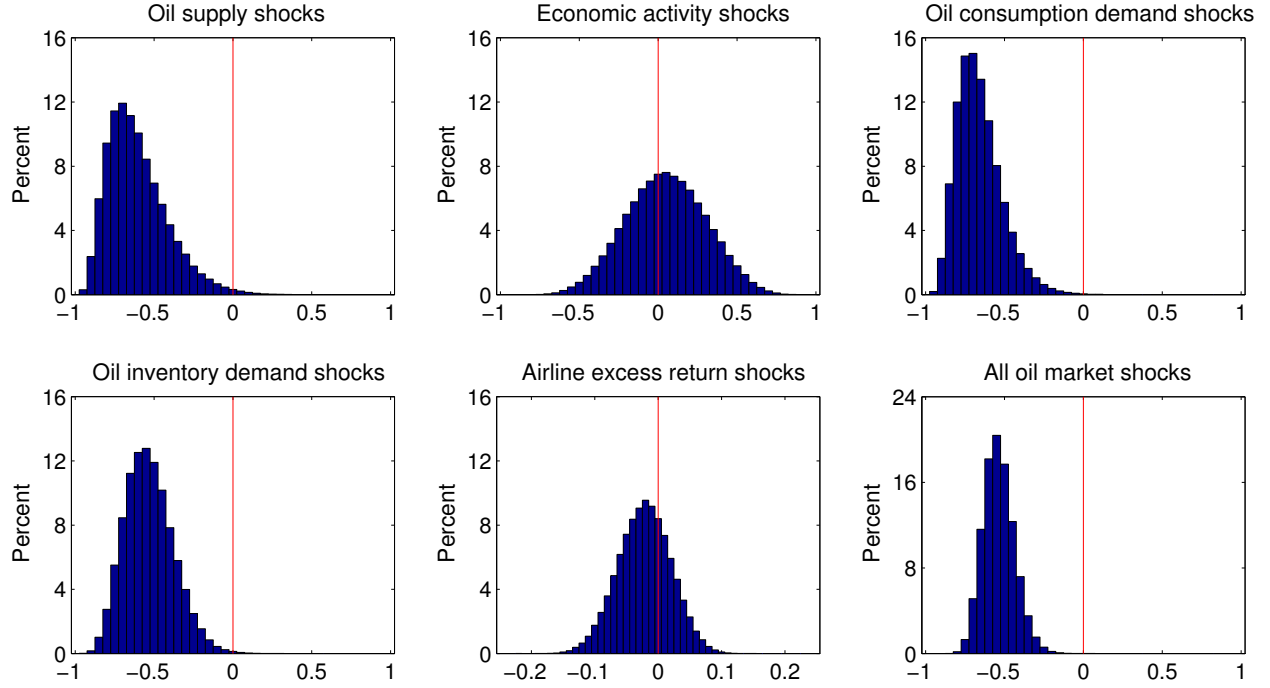 Oil supply shocks
16
12
8
4
0
Percent
−1 −0.5 0 0.5 1
Economic activity shocks
16
12
8
4
0
Percent
−1 −0.5 0 0.5 1
Oil consumption demand shocks
16
12
8
4
0
Percent
−1 −0.5 0 0.5 1
Oil inventory demand shocks
16
12
8
4
0
Percent
−1 −0.5 0 0.5 1
Airline excess return shocks
16
12
8
4
0
Percent
−0.2 −0.1 0 0.1 0.2
All oil market shocks
24
16
8
0
Percent
−1 −0.5 0 0.5 1